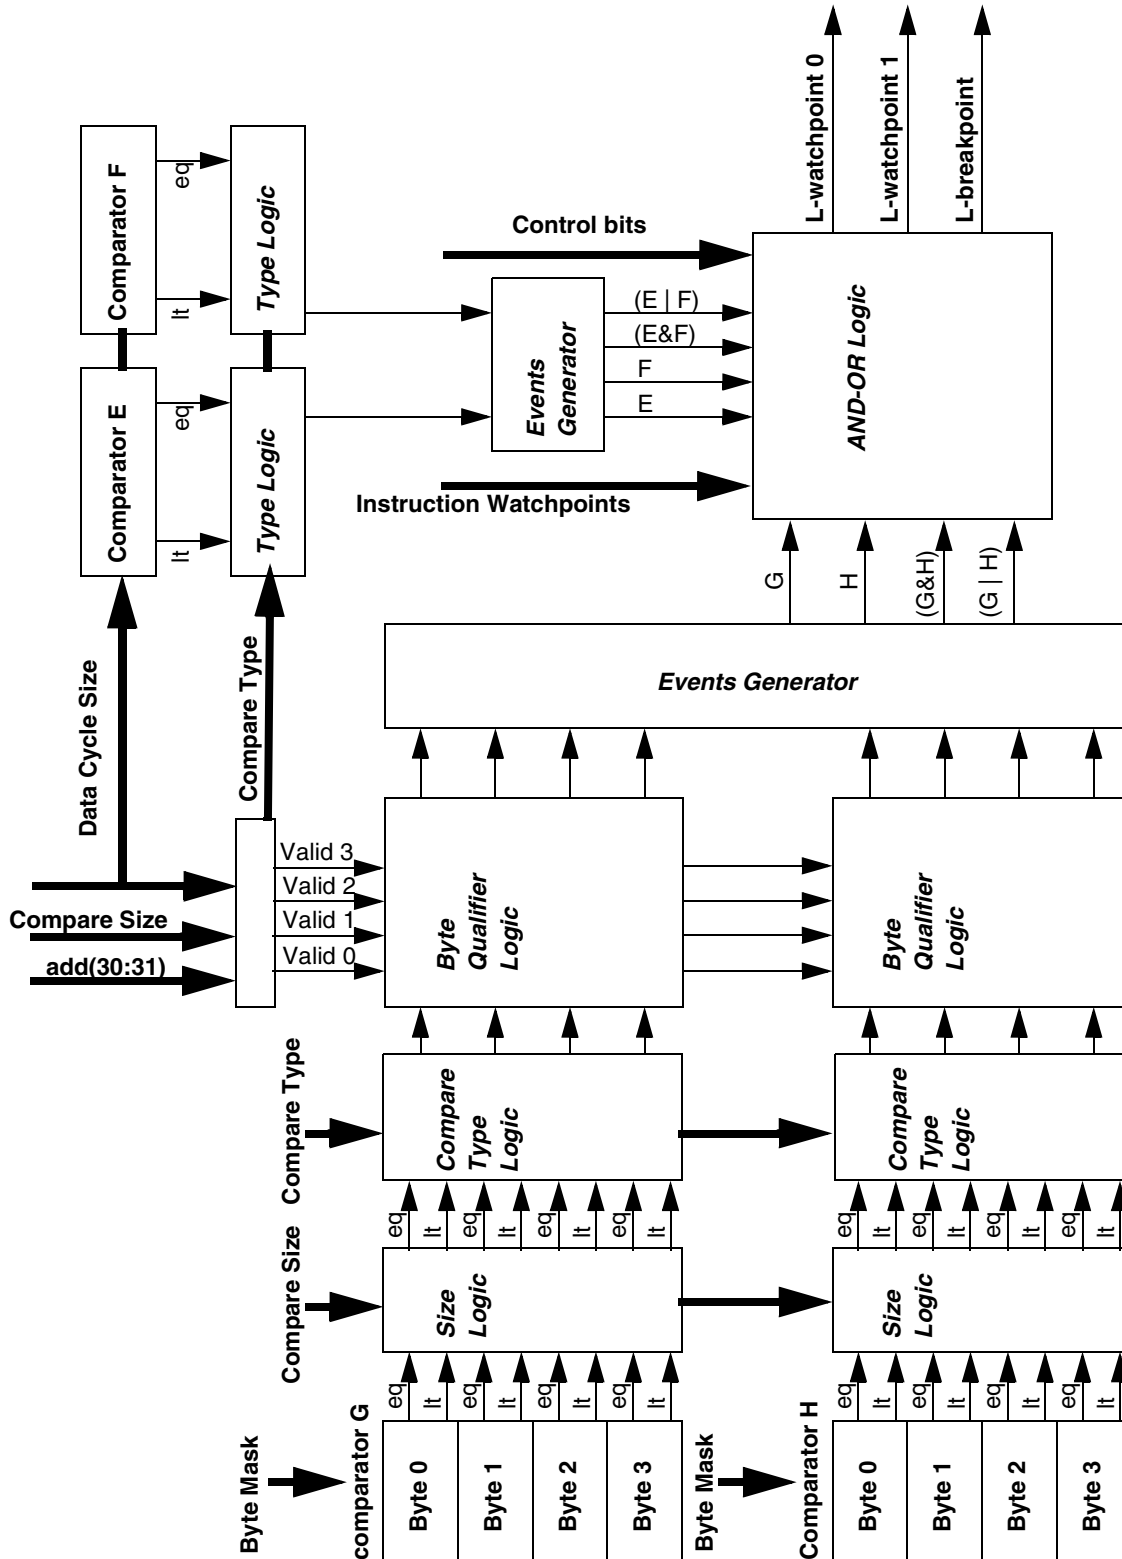 L-watchpoint 0
L-watchpoint 1
L-breakpoint
Comparator F
eq
lt
Type Logic
Control bits
Comparator E
eq
lt
Type Logic
Events
Generator
(E | F)
(E&F)
F
E
AND-OR Logic
Instruction Watchpoints
G
H
(G&H)
(G | H)
Data Cycle Size
Compare Type
Events Generator
Compare Size
add(30:31)
Valid 3
Valid 2
Valid 1
Valid 0
Byte
Qualifier
Logic
Byte
Qualifier
Logic
Compare Type
Compare
Type
Logic
Compare
Type
Logic
eq
lt
eq
lt
eq
lt
eq
lt
eq
lt
eq
lt
eq
lt
eq
lt
Compare Size
Size
Logic
Size
Logic
eq
lt
eq
lt
eq
lt
eq
lt
eq
lt
eq
lt
eq
lt
eq
lt
Byte Mask
comparator G
Byte 0
Byte 1
Byte 2
Byte 3
Byte Mask
Comparator H
Byte 0
Byte 1
Byte 2
Byte 3